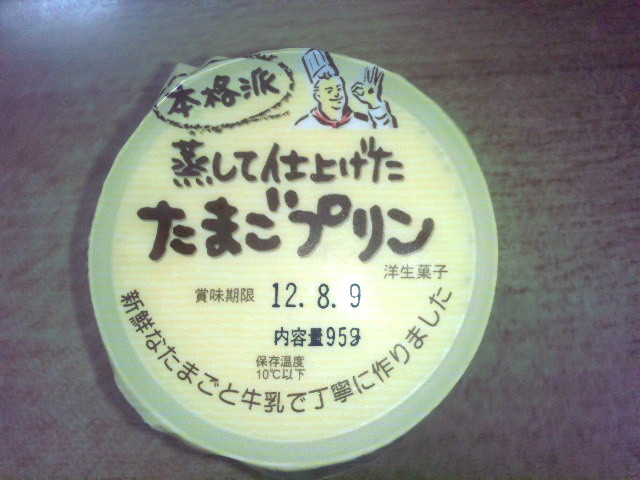 本格派
蒸して仕上げた
たまごプリン
洋生菓子
賞味期限 12.8.9
内容量95g
保存温度
10℃以下
新鮮なたまごと牛乳で丁寧に作りました